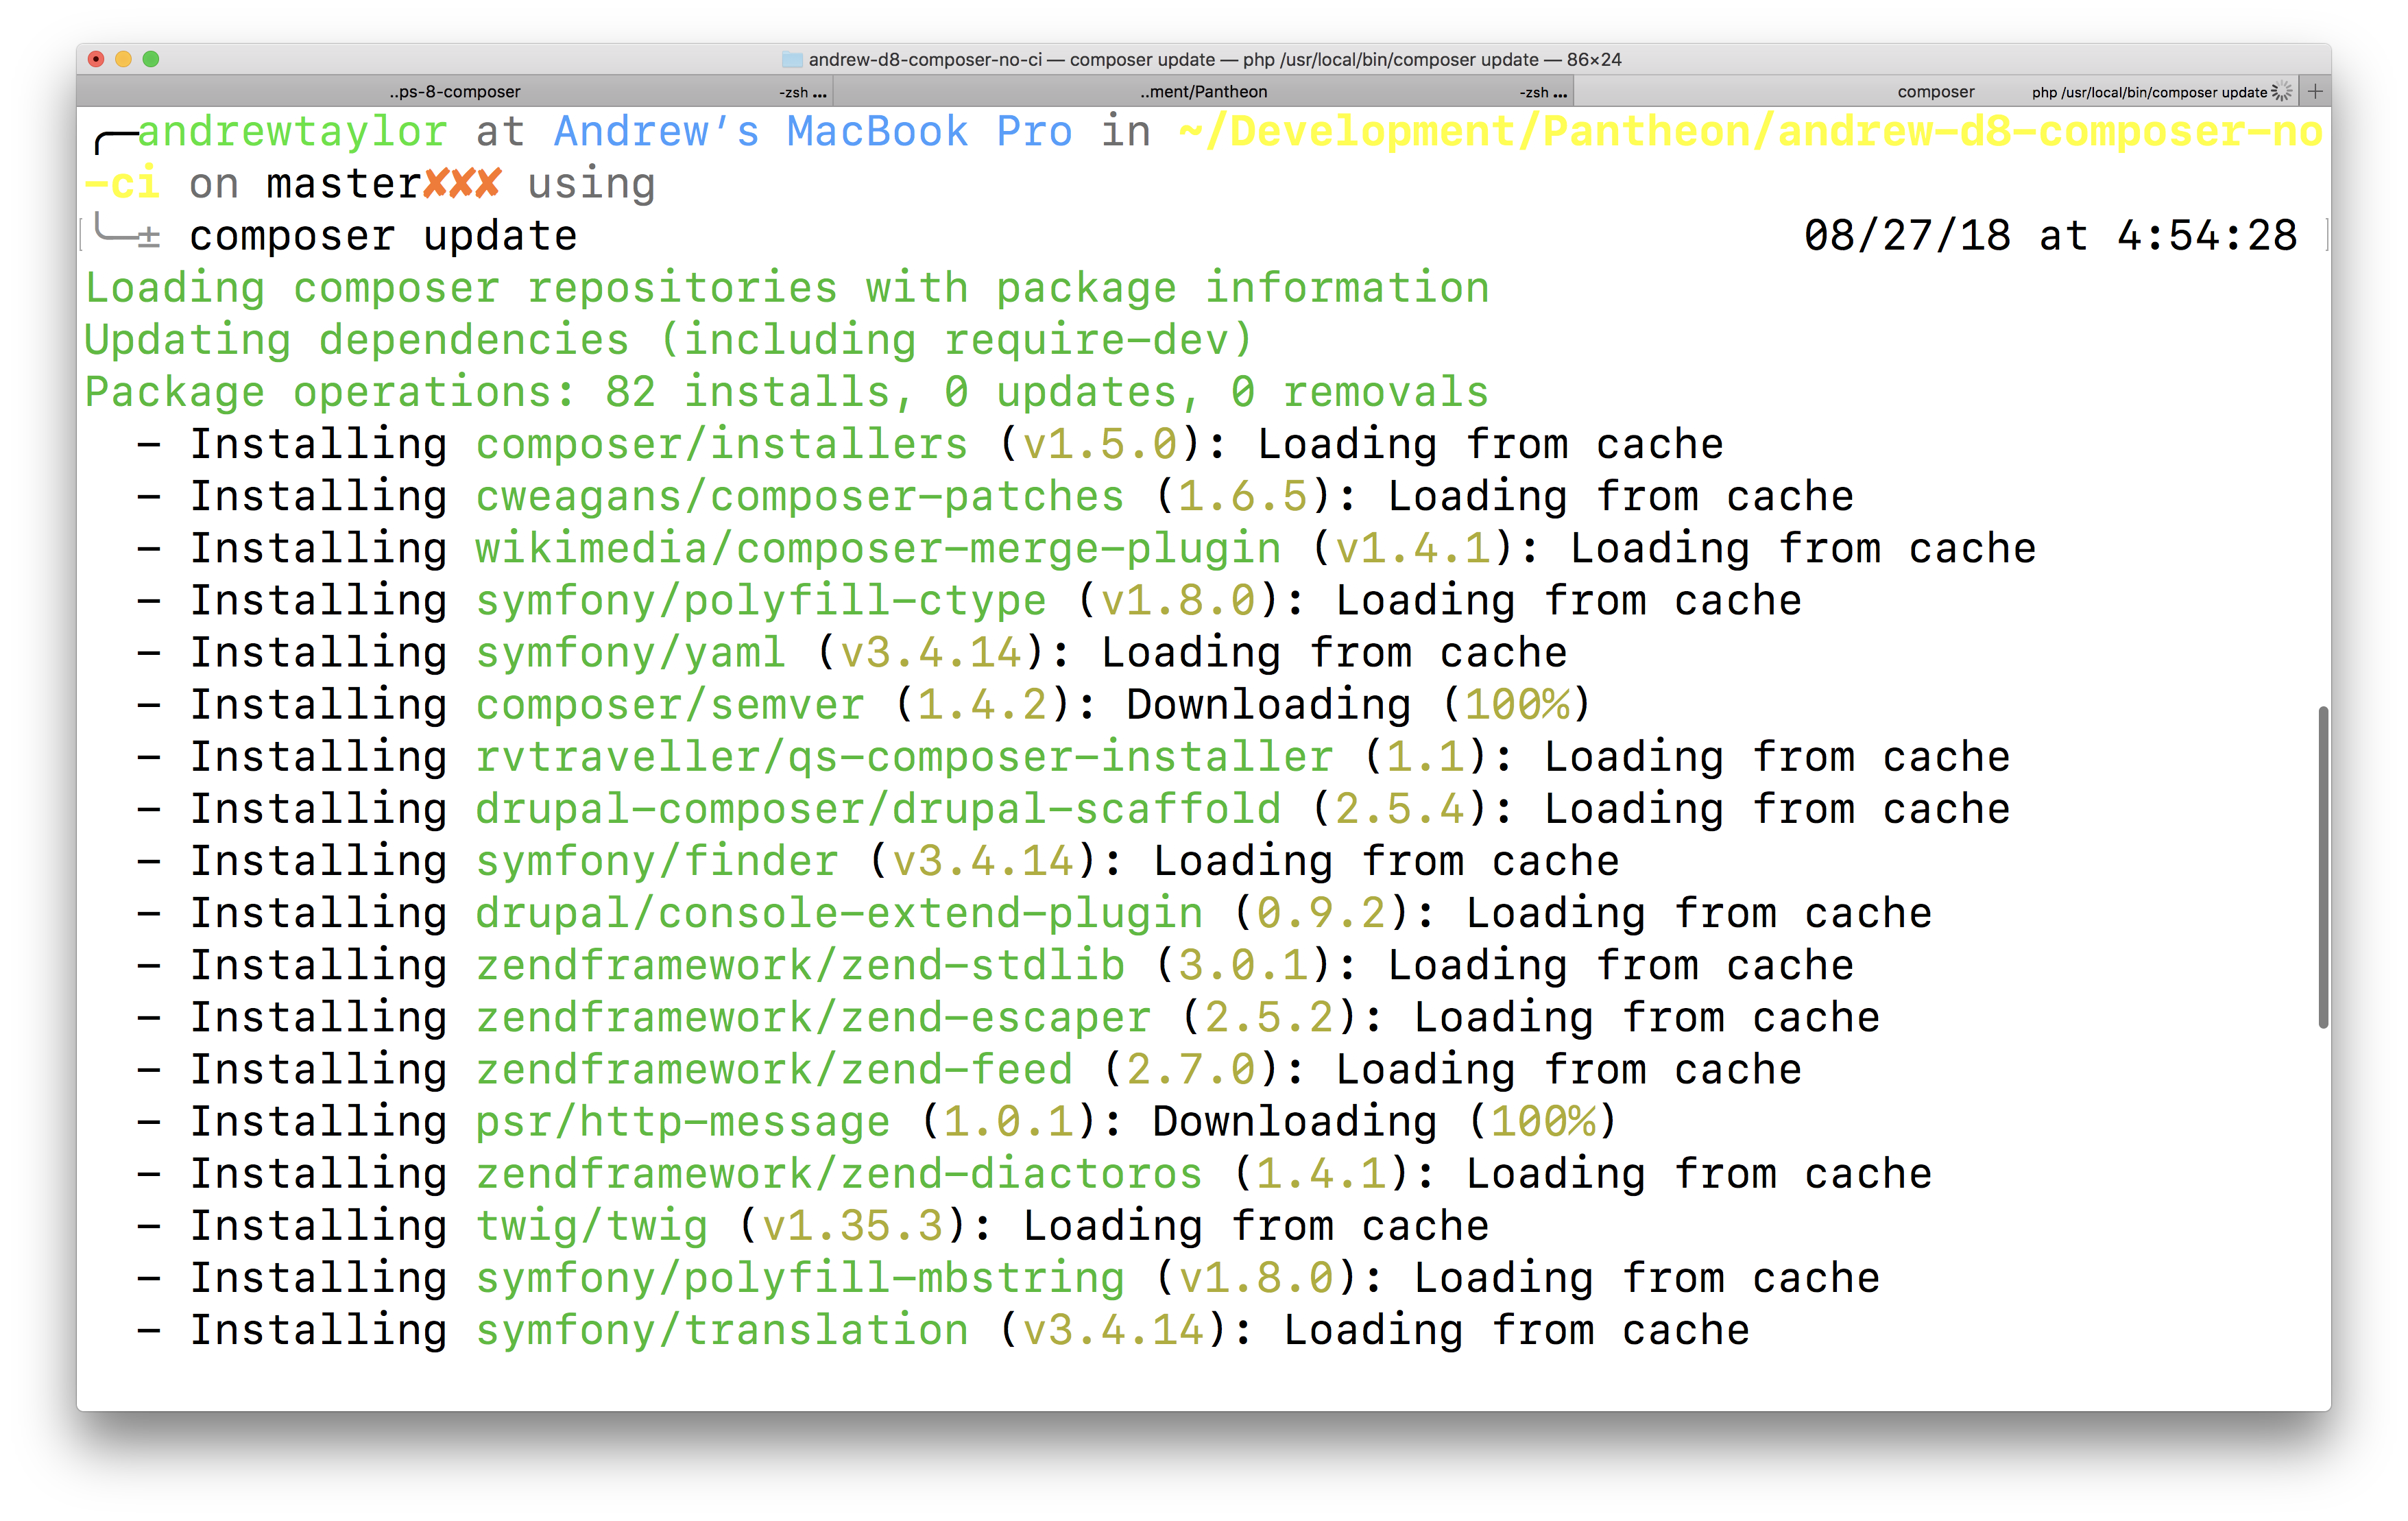 andrew-d8-composer-no-ci — composer update — php /usr/local/bin/composer update — 86×24
..ps-8-composer -zsh ... ..ment/Pantheon -zsh ... composer php /usr/local/bin/composer update +
╭─andrewtaylor at Andrew’s MacBook Pro in ~/Development/Pantheon/andrew-d8-composer-no
-ci on master✘✘✘ using
╰─± composer update 08/27/18 at 4:54:28
Loading composer repositories with package information
Updating dependencies (including require-dev)
Package operations: 82 installs, 0 updates, 0 removals
- Installing composer/installers (v1.5.0): Loading from cache
- Installing cweagans/composer-patches (1.6.5): Loading from cache
- Installing wikimedia/composer-merge-plugin (v1.4.1): Loading from cache
- Installing symfony/polyfill-ctype (v1.8.0): Loading from cache
- Installing symfony/yaml (v3.4.14): Loading from cache
- Installing composer/semver (1.4.2): Downloading (100%)
- Installing rvtraveller/qs-composer-installer (1.1): Loading from cache
- Installing drupal-composer/drupal-scaffold (2.5.4): Loading from cache
- Installing symfony/finder (v3.4.14): Loading from cache
- Installing drupal/console-extend-plugin (0.9.2): Loading from cache
- Installing zendframework/zend-stdlib (3.0.1): Loading from cache
- Installing zendframework/zend-escaper (2.5.2): Loading from cache
- Installing zendframework/zend-feed (2.7.0): Loading from cache
- Installing psr/http-message (1.0.1): Downloading (100%)
- Installing zendframework/zend-diactoros (1.4.1): Loading from cache
- Installing twig/twig (v1.35.3): Loading from cache
- Installing symfony/polyfill-mbstring (v1.8.0): Loading from cache
- Installing symfony/translation (v3.4.14): Loading from cache